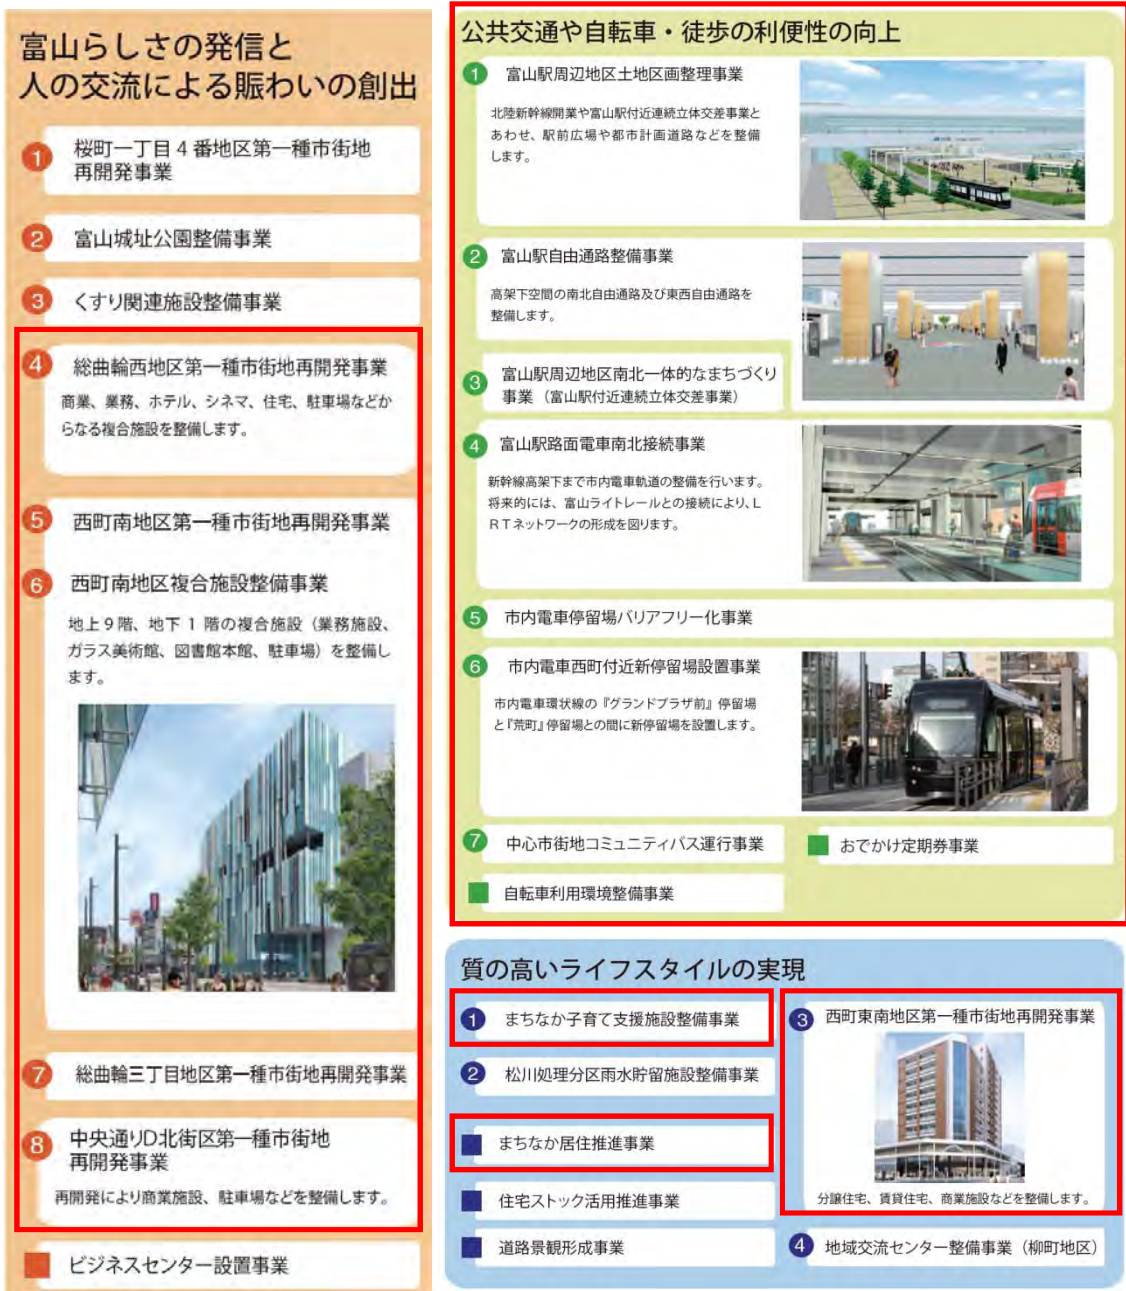 富山らしさの発信と
人の交流による賑わいの創出
1 桜町一丁目4番地区第一種市街地
再開発事業
2 富山城址公園整備事業
3 くすり関連施設整備事業
4 総曲輪西地区第一種市街地再開発事業
商業、業務、ホテル、シネマ、住宅、駐車場などか
らなる複合施設を整備します。
5 西町南地区第一種市街地再開発事業
6 西町南地区複合施設整備事業
地上9階、地下1階の複合施設（業務施設、
ガラス美術館、図書館本館、駐車場）を整備し
ます。
7 総曲輪三丁目地区第一種市街地再開発事業
8 中央通りD北街区第一種市街地
再開発事業
再開発により商業施設、駐車場などを整備します。
ビジネスセンター設置事業
公共交通や自転車・徒歩の利便性の向上
1 富山駅周辺地区土地区画整理事業
北陸新幹線開業や富山駅付近連続立体交差事業と
あわせ、駅前広場や都市計画道路などを整備
します。
2 富山駅自由通路整備事業
高架下空間の南北自由通路及び東西自由通路を
整備します。
3 富山駅周辺地区南北一体的なまちづくり
事業（富山駅付近連続立体交差事業）
4 富山駅路面電車南北接続事業
新幹線高架下まで市内電車軌道の整備を行います。
将来的には、富山ライトレールとの接続により、L
RTネットワークの形成を図ります。
5 市内電車停留場バリアフリー化事業
6 市内電車西町付近新停留場設置事業
市内電車環状線の『グランドプラザ前』停留場
と『荒町』停留場との間に新停留場を設置します。
7 中心市街地コミュニティバス運行事業
おでかけ定期券事業
自転車利用環境整備事業
質の高いライフスタイルの実現
1 まちなか子育て支援施設整備事業
2 松川処理分区雨水貯留施設整備事業
まちなか居住推進事業
住宅ストック活用推進事業
道路景観形成事業
3 西町東南地区第一種市街地再開発事業
分譲住宅、賃貸住宅、商業施設などを整備します。
4 地域交流センター整備事業（柳町地区）